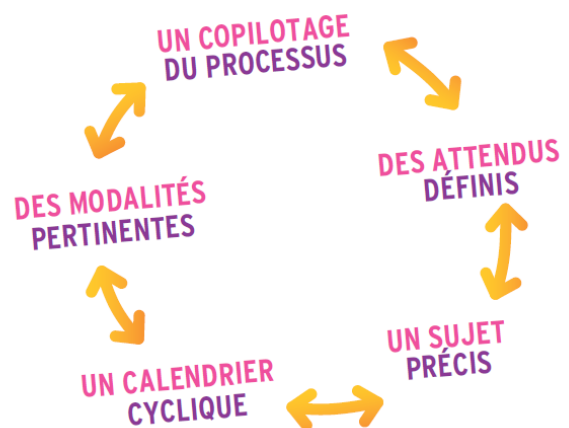 UN COPILOTAGE
DU PROCESSUS
DES ATTENDUS
DÉFINIS
UN SUJET
PRÉCIS
UN CALENDRIER
CYCLIQUE
DES MODALITÉS
PERTINENTES